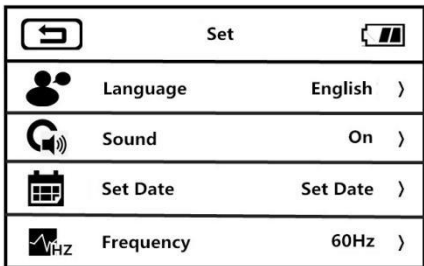 Set
Language English
Sound On
Set Date Set Date
HZ Frequency 60Hz